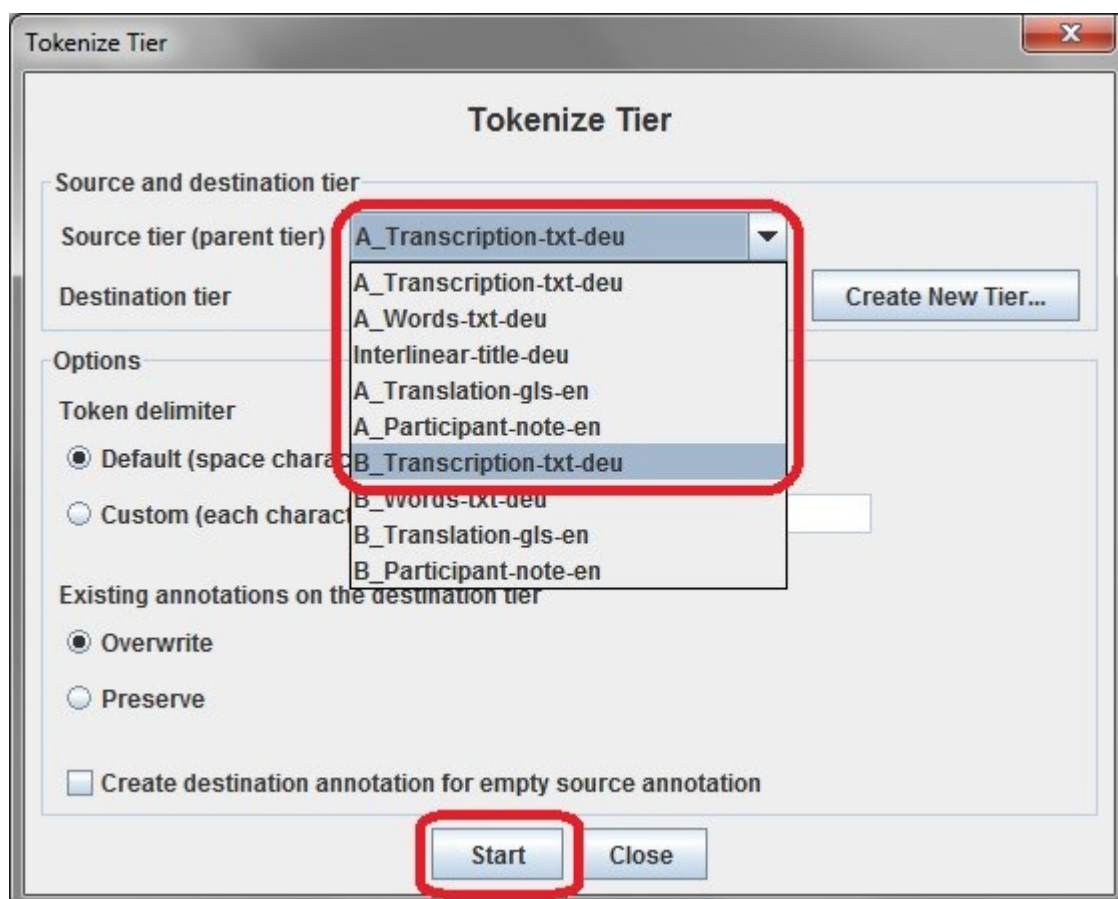 Tokenize Tier
Tokenize Tier
Source and destination tier
Source tier (parent tier) A_Transcription-txt-deu
Destination tier
Create New Tier...
A_Transcription-txt-deu
A_Words-txt-deu
Interlinear-title-deu
A_Translation-gls-en
A_Participant-note-en
B_Transcription-txt-deu
B_Words-txt-deu
B_Translation-gls-en
B_Participant-note-en
Options
Token delimiter
Default (space charac
Custom (each charact
Existing annotations on the destination tier
Overwrite
Preserve
Create destination annotation for empty source annotation
Start Close